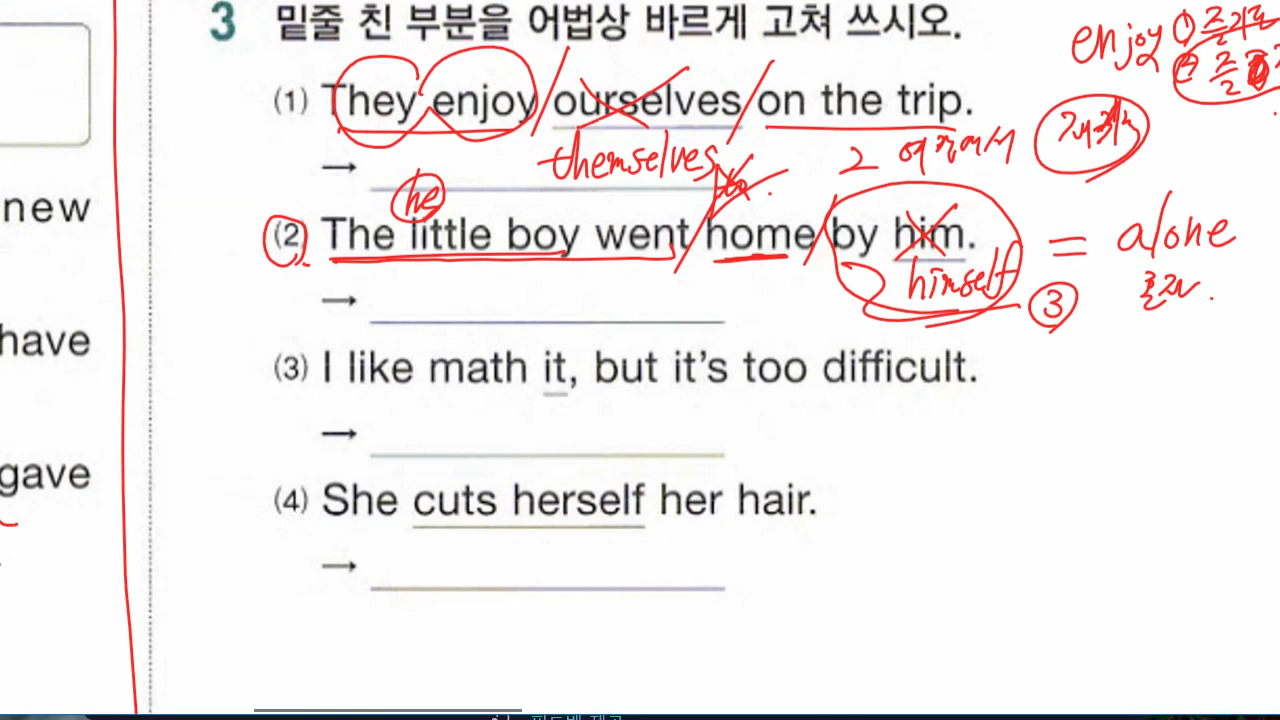 3 밑줄 친 부분을 어법상 바르게 고쳐 쓰시오.
enjoy ①
②
(1) They enjoy / ourselves / on the trip.
→ themselves
2 여행에서
he
(2) The little boy went / home / by him. = alone
→ himself ③ 혼자.
(3) I like math it, but it's too difficult.
→
(4) She cuts herself her hair.
→
new
have
gave